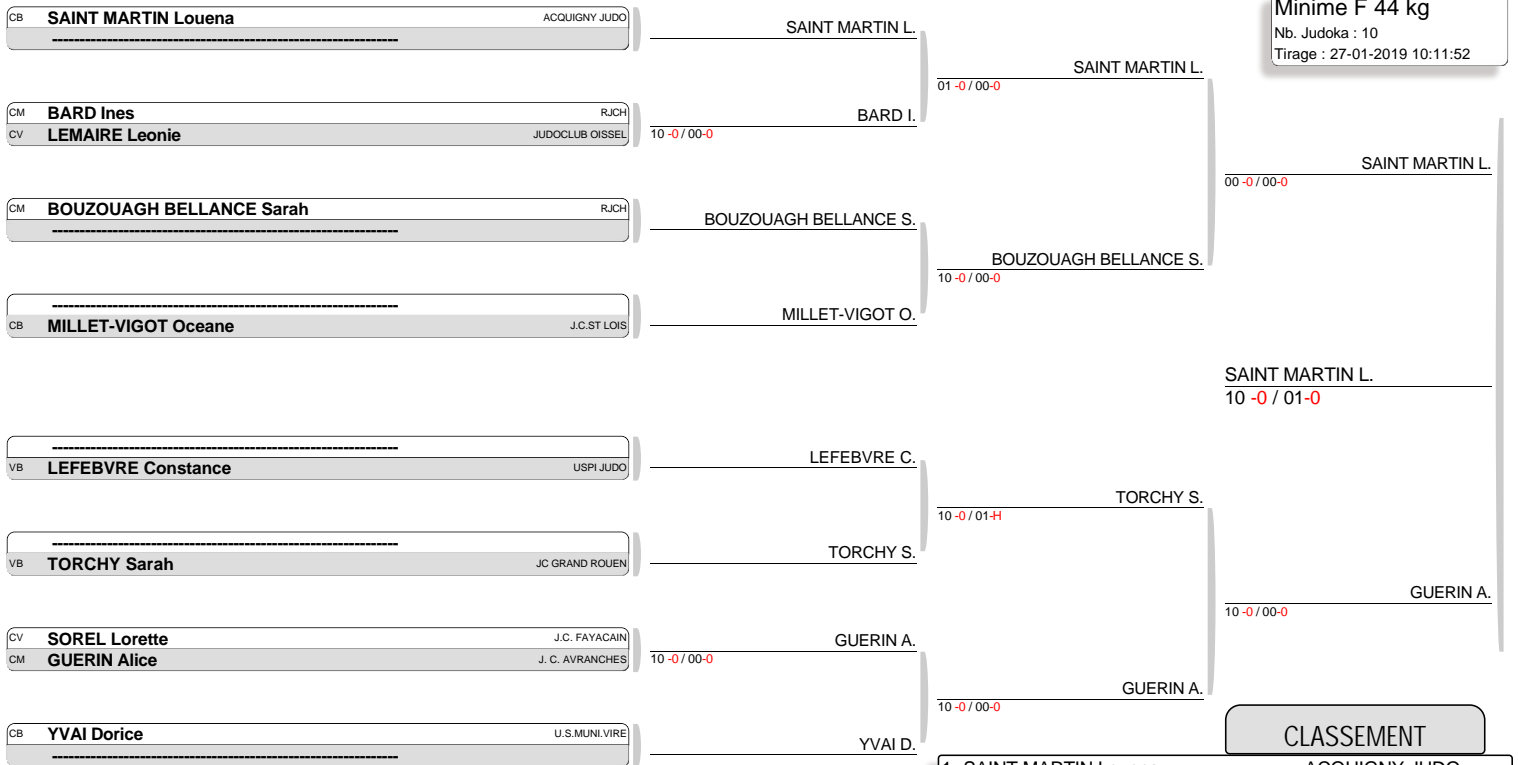 Minime F 44 kg
Nb. Judoka : 10
Tirage : 27-01-2019 10:11:52
CB SAINT MARTIN Louena ACQUIGNY JUDO
----------------------------------------------------------------
CM BARD Ines RJCH
CV LEMAIRE Leonie JUDOCLUB OISSEL
CM BOUZOUAGH BELLANCE Sarah RJCH
----------------------------------------------------------------
----------------------------------------------------------------
CB MILLET-VIGOT Oceane J.C.ST LOIS
----------------------------------------------------------------
VB LEFEBVRE Constance USPI JUDO
----------------------------------------------------------------
VB TORCHY Sarah JC GRAND ROUEN
CV SOREL Lorette J.C. FAYACAIN
CM GUERIN Alice J. C. AVRANCHES
CB YVAI Dorice U.S.MUNI.VIRE
----------------------------------------------------------------
SAINT MARTIN L.
BARD I.
10 -0 / 00-0
BOUZOUAGH BELLANCE S.
MILLET-VIGOT O.
LEFEBVRE C.
TORCHY S.
GUERIN A.
10 -0 / 00-0
YVAI D.
SAINT MARTIN L.
01 -0 / 00-0
BOUZOUAGH BELLANCE S.
10 -0 / 00-0
TORCHY S.
10 -0 / 01-H
GUERIN A.
10 -0 / 00-0
SAINT MARTIN L.
00 -0 / 00-0
SAINT MARTIN L.
10 -0 / 01-0
GUERIN A.
10 -0 / 00-0
CLASSEMENT
1 SAINT MARTIN Louena ACQUIGNY JUDO